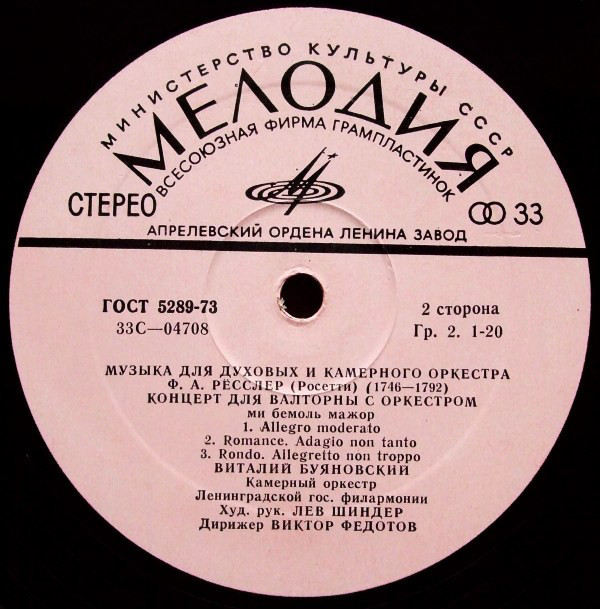 МИНИСТЕРСТВО КУЛЬТУРЫ СССР
МЕЛОДИЯ
ВСЕСОЮЗНАЯ ФИРМА ГРАМПЛАСТИНОК
СТЕРЕО
33
АПРЕЛЕВСКИЙ ОРДЕНА ЛЕНИНА ЗАВОД
ГОСТ 5289-73
2 сторона
33С—04708
Гр. 2. 1-20
МУЗЫКА ДЛЯ ДУХОВЫХ И КАМЕРНОГО ОРКЕСТРА
Ф. А. РЁССЛЕР (Росетти) (1746—1792)
КОНЦЕРТ ДЛЯ ВАЛТОРНЫ С ОРКЕСТРОМ
ми бемоль мажор
1. Allegro moderato
2. Romance. Adagio non tanto
3. Rondo. Allegretto non troppo
ВИТАЛИЙ БУЯНОВСКИЙ
Камерный оркестр
Ленинградской гос. филармонии
Худ. рук. ЛЕВ ШИНДЕР
Дирижер ВИКТОР ФЕДОТОВ